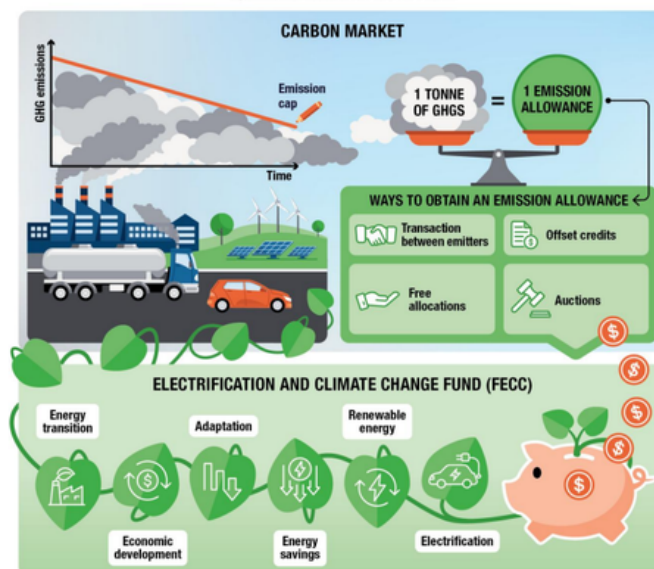 CARBON MARKET
GHG emissions
Emission
cap
Time
1 TONNE
OF GHGS
=
1 EMISSION
ALLOWANCE
WAYS TO OBTAIN AN EMISSION ALLOWANCE
Transaction
between emitters
Offset credits
Free
allocations
Auctions
$
$
$
$
$
ELECTRIFICATION AND CLIMATE CHANGE FUND (FECC)
Energy
transition
Adaptation
Renewable
energy
$
Economic
development
Energy
savings
Electrification